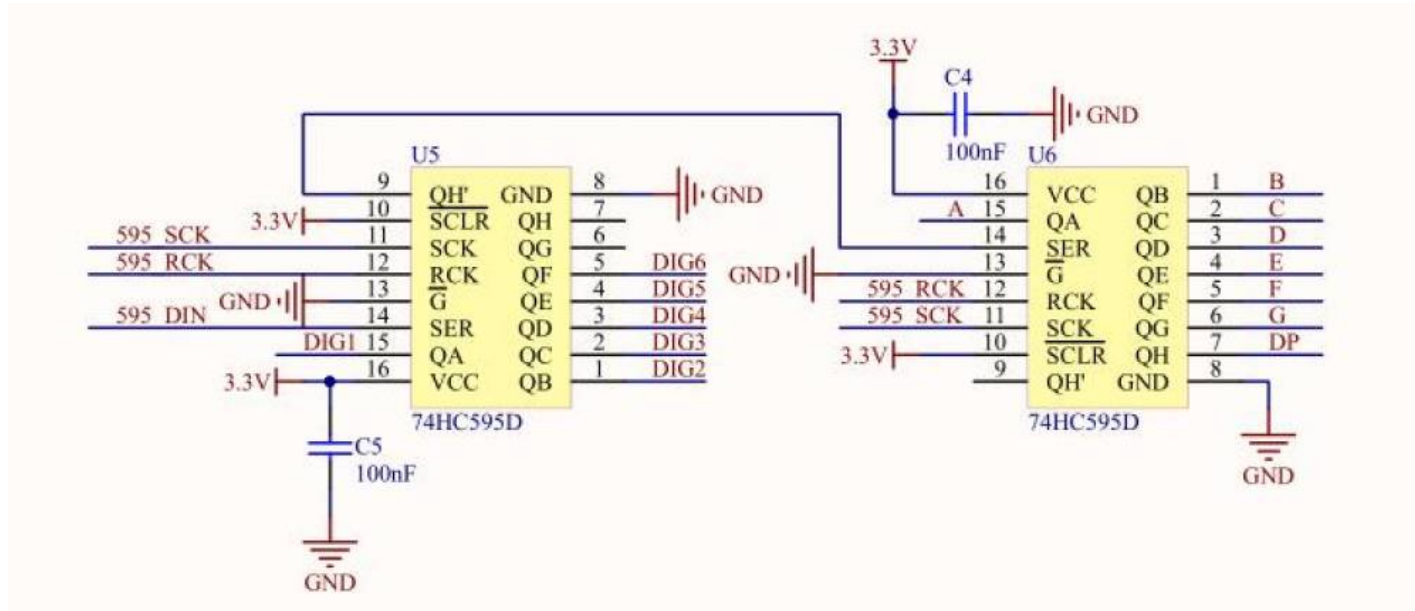 3.3V
C4
GND
100nF
U5
U6
9 QH' GND 8 GND
16 VCC QB 1 B
3.3V 10 SCLR QH 7
A 15 QA QC 2 C
595 SCK 11 SCK QG 6
14 SER QD 3 D
595 RCK 12 RCK QF 5 DIG6
GND 13 G QE 4 E
GND 13 G QE 4 DIG5
595 RCK 12 RCK QF 5 F
595 DIN 14 SER QD 3 DIG4
595 SCK 11 SCK QG 6 G
DIG1 15 QA QC 2 DIG3
3.3V 10 SCLR QH 7 DP
3.3V 16 VCC QB 1 DIG2
9 QH' GND 8
74HC595D
74HC595D
C5
100nF
GND
GND